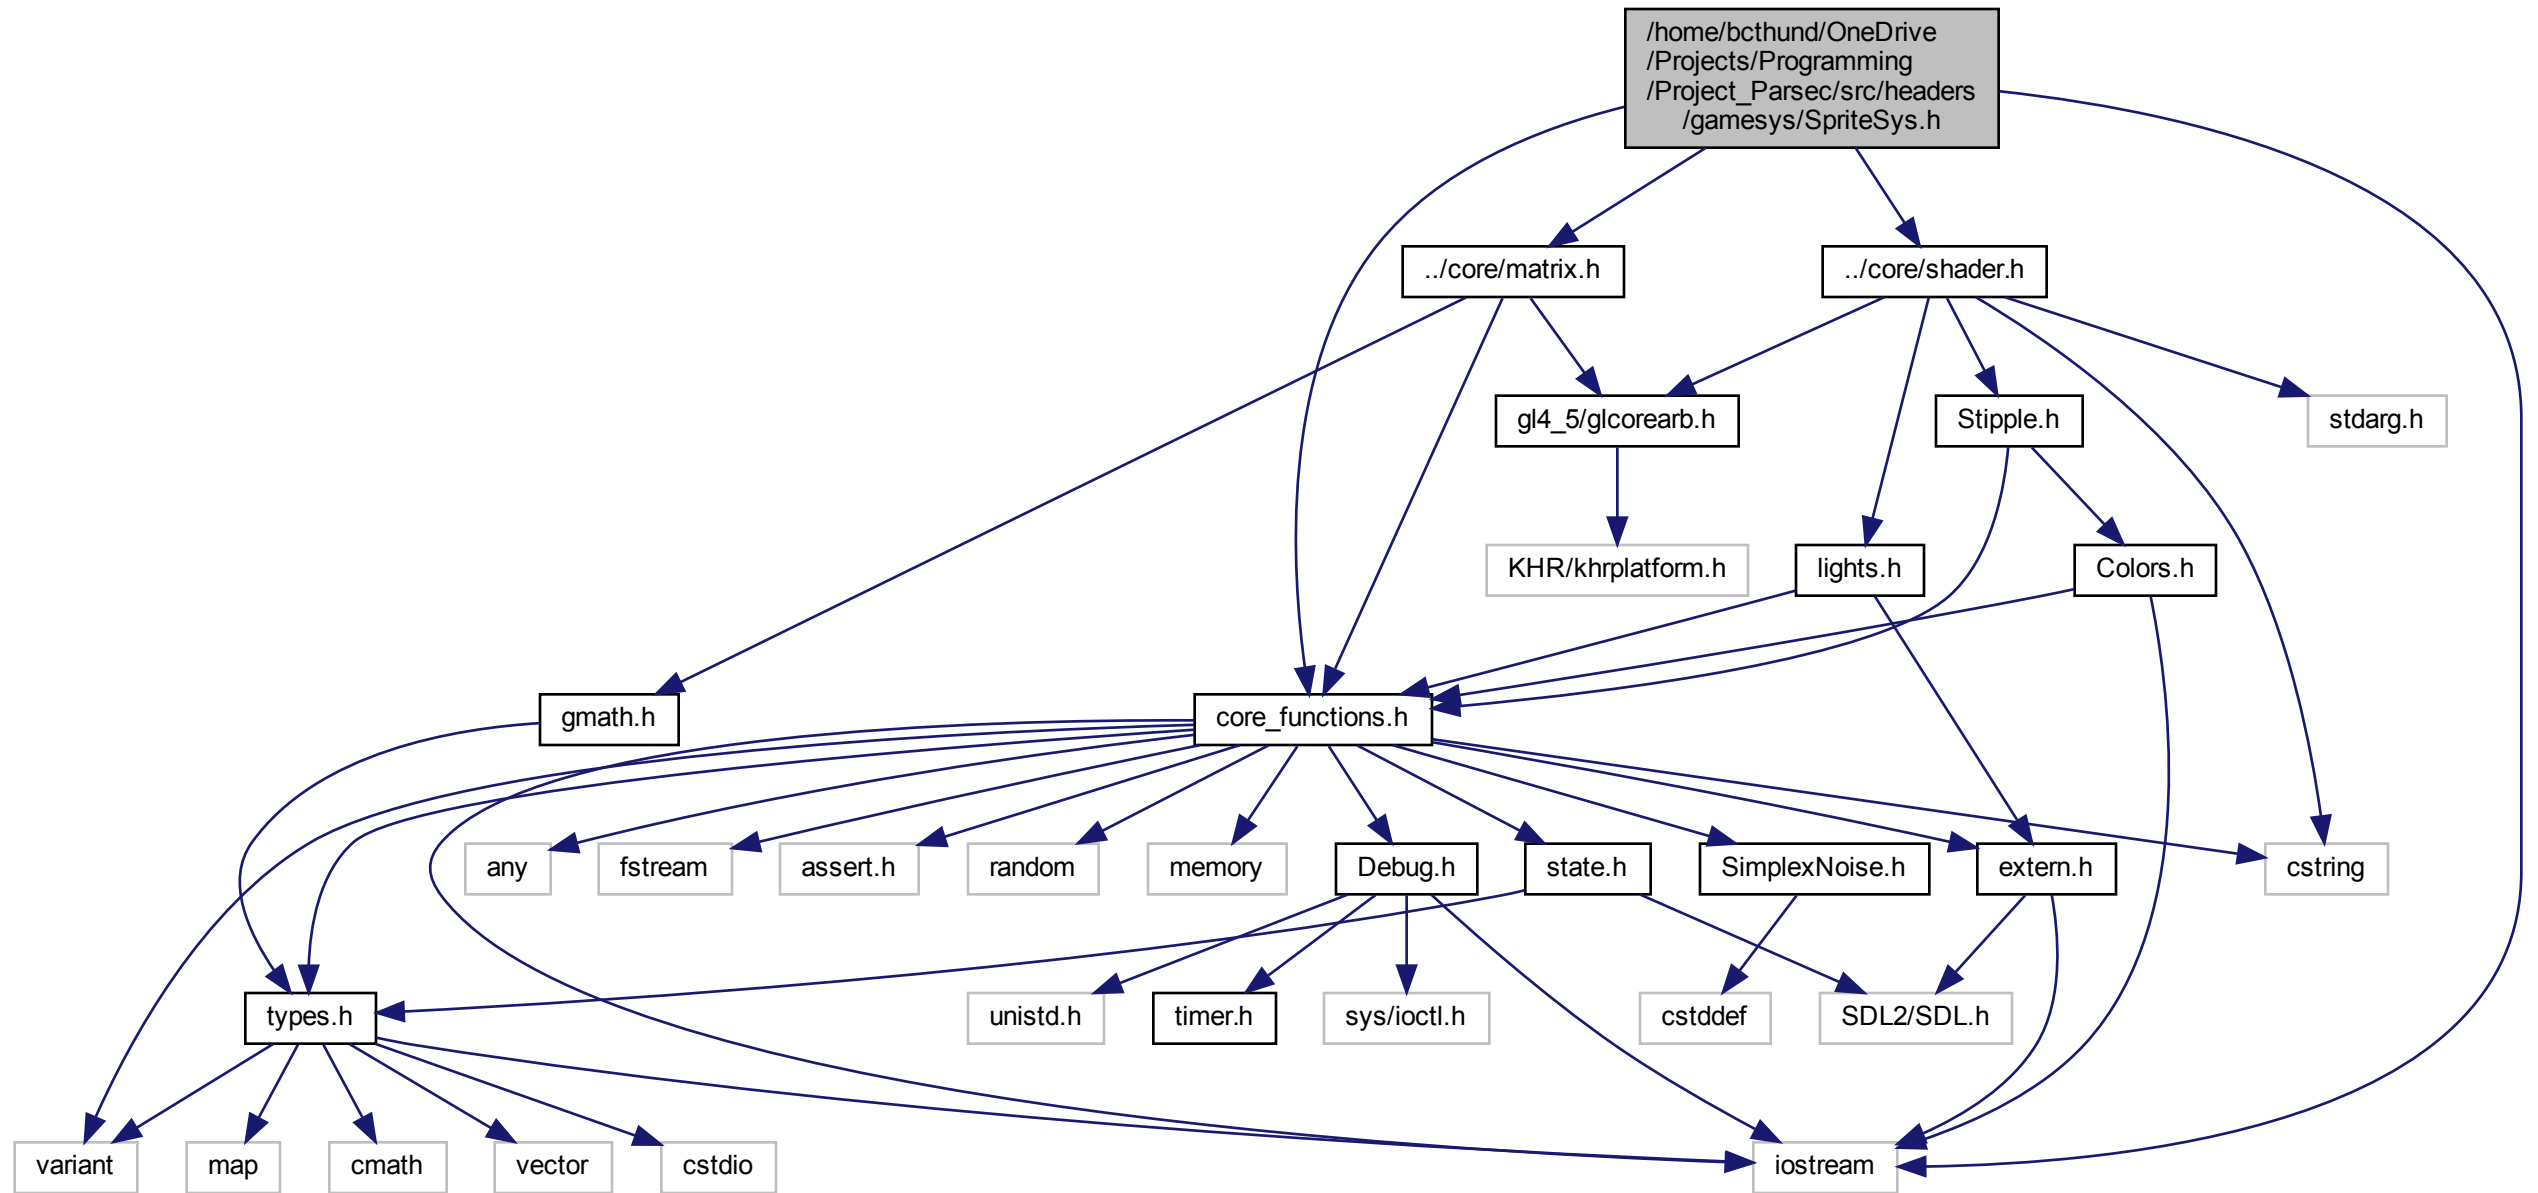 /home/bcthund/OneDrive
/Projects/Programming
/Project_Parsec/src/headers
/gamesys/SpriteSys.h
../core/matrix.h
../core/shader.h
gl4_5/glcorearb.h
Stipple.h
stdarg.h
KHR/khrplatform.h
lights.h
Colors.h
gmath.h
core_functions.h
any
fstream
assert.h
random
memory
Debug.h
state.h
SimplexNoise.h
extern.h
cstring
types.h
unistd.h
timer.h
sys/ioctl.h
cstddef
SDL2/SDL.h
variant
map
cmath
vector
cstdio
iostream